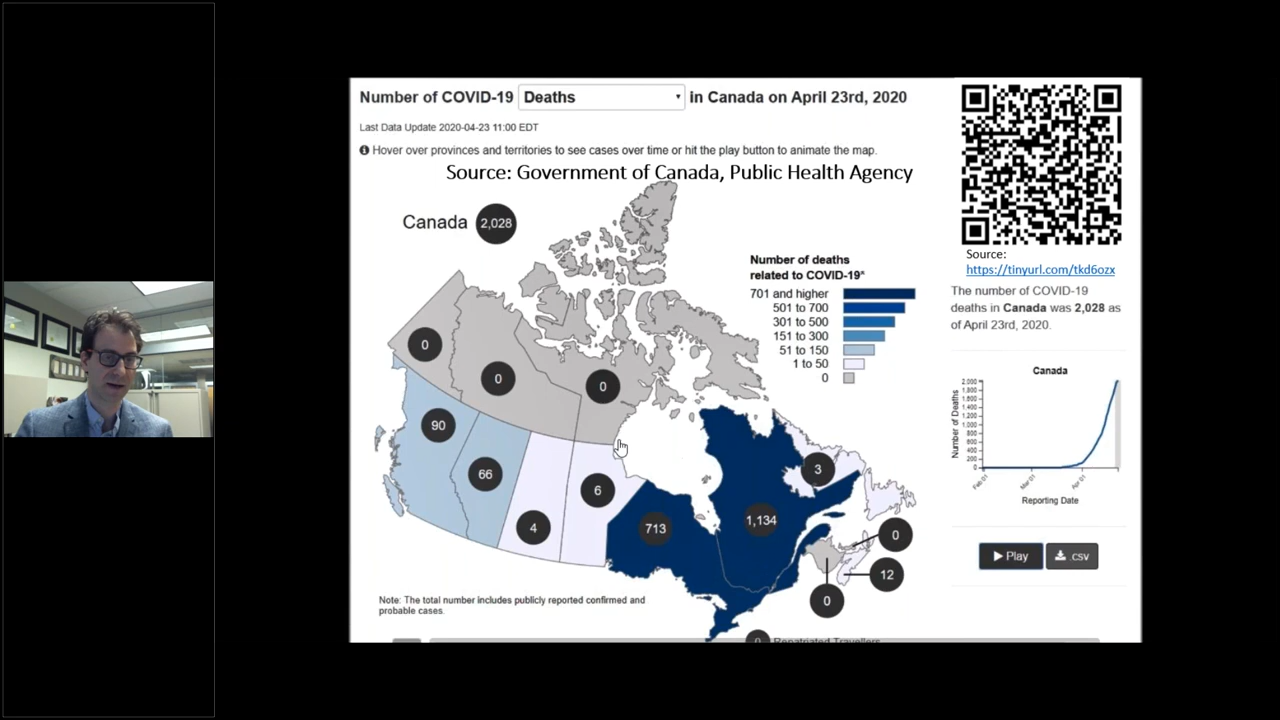 Number of COVID-19 Deaths in Canada on April 23rd, 2020
Last Data Update 2020-04-23 11:00 EDT
Hover over provinces and territories to see cases over time or hit the play button to animate the map.
Source: Government of Canada, Public Health Agency
Canada 2,028
Number of deaths
related to COVID-19*
701 and higher
501 to 700
301 to 500
151 to 300
51 to 150
1 to 50
0
0
0
0
90
66
4
6
713
1,134
3
0
12
0
Note: The total number includes publicly reported confirmed and
probable cases.
0 Repatriated Travellers
Source:
https://tinyurl.com/tkd6ozx
The number of COVID-19
deaths in Canada was 2,028 as
of April 23rd, 2020.
Canada
Number of Deaths
2,000
1,800
1,600
1,400
1,200
1,000
800
600
400
200
0
Feb 01
Mar 01
Apr 01
Reporting Date
Play
.csv